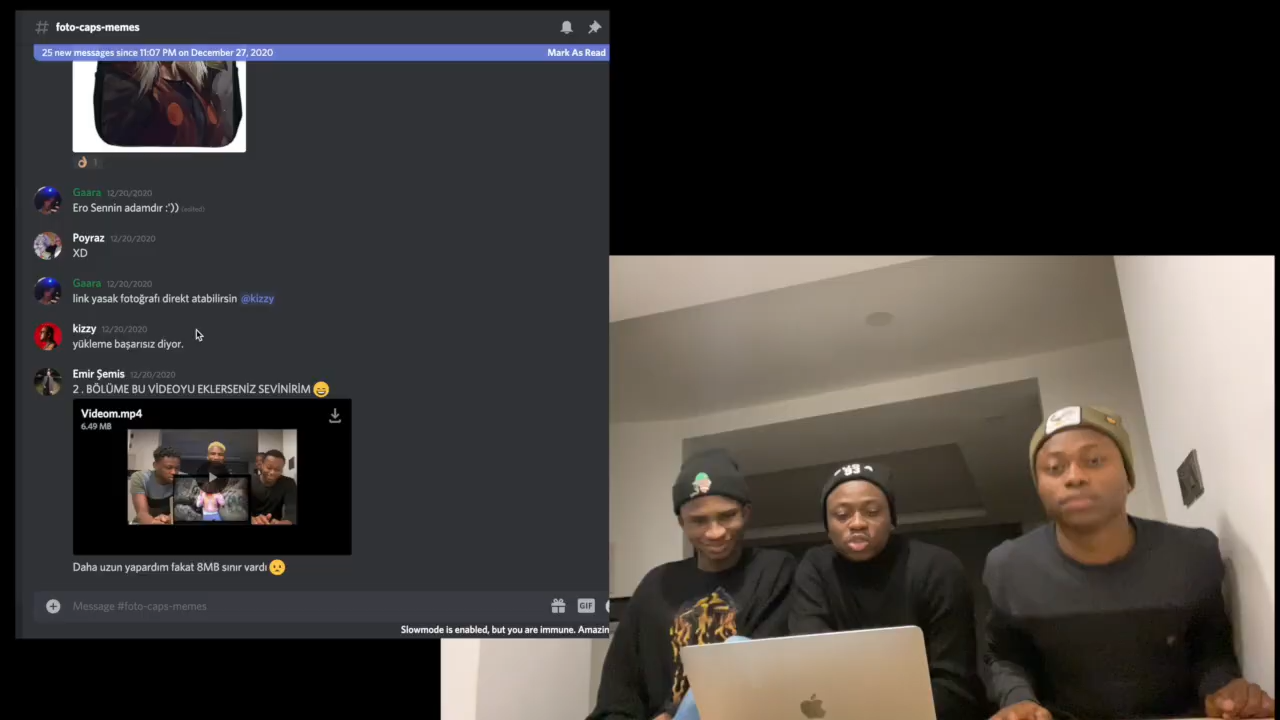 # foto-caps-memes
25 new messages since 11:07 PM on December 27, 2020 Mark As Read
👌🏽 1
Gaara 12/20/2020
Ero Sennin adamdır :')) (edited)
Poyraz 12/20/2020
XD
Gaara 12/20/2020
link yasak fotoğrafı direkt atabilirsin @kizzy
kizzy 12/20/2020
yükleme başarısız diyor.
Emir Şemis 12/20/2020
2 . BÖLÜME BU VİDEOYU EKLERSENİZ SEVİNİRİM 😄
Videom.mp4
6.49 MB
Daha uzun yapardım fakat 8MB sınır vardı 🙁
Message #foto-caps-memes
GIF
Slowmode is enabled, but you are immune. Amazin